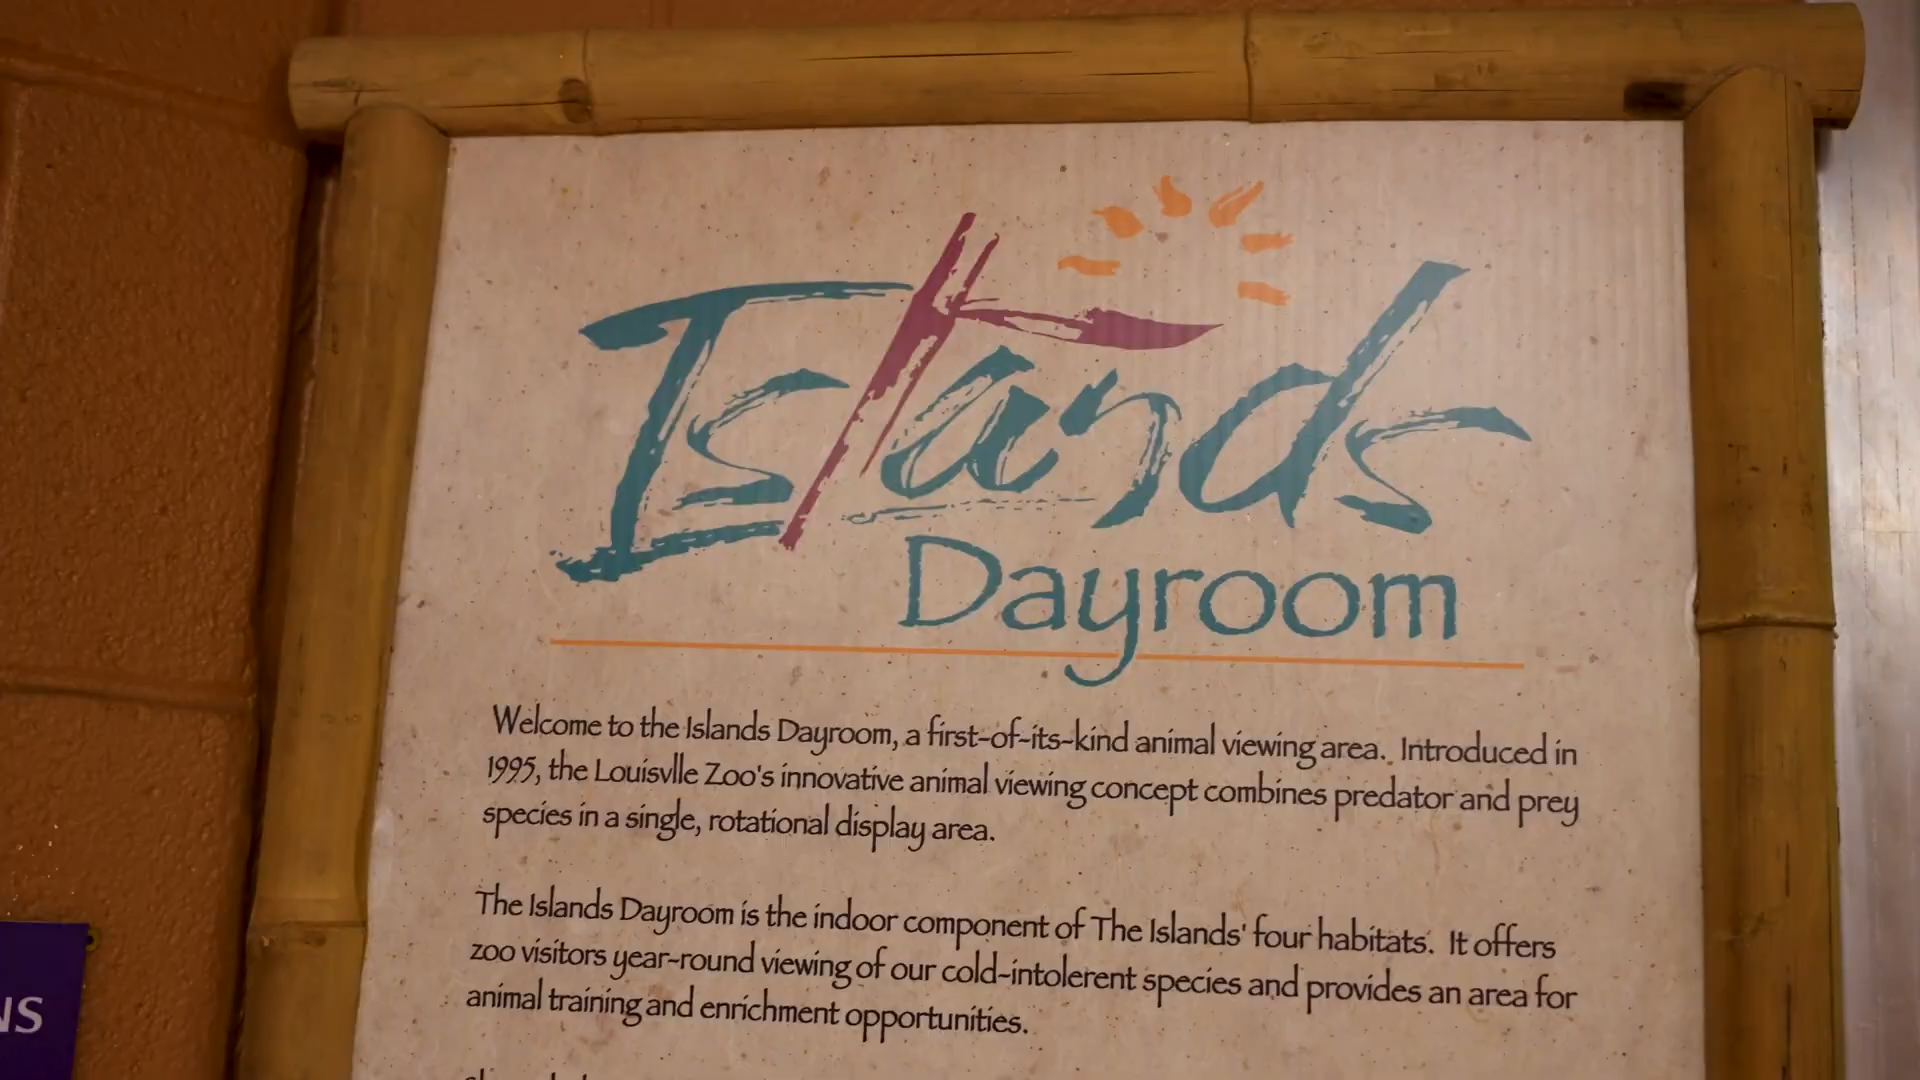 Islands
Dayroom
Welcome to the Islands Dayroom, a first-of-its-kind animal viewing area. Introduced in
1995, the Louisvlle Zoo's innovative animal viewing concept combines predator and prey
species in a single, rotational display area.
The Islands Dayroom is the indoor component of The Islands' four habitats. It offers
zoo visitors year-round viewing of our cold-intolerent species and provides an area for
animal training and enrichment opportunities.
NS